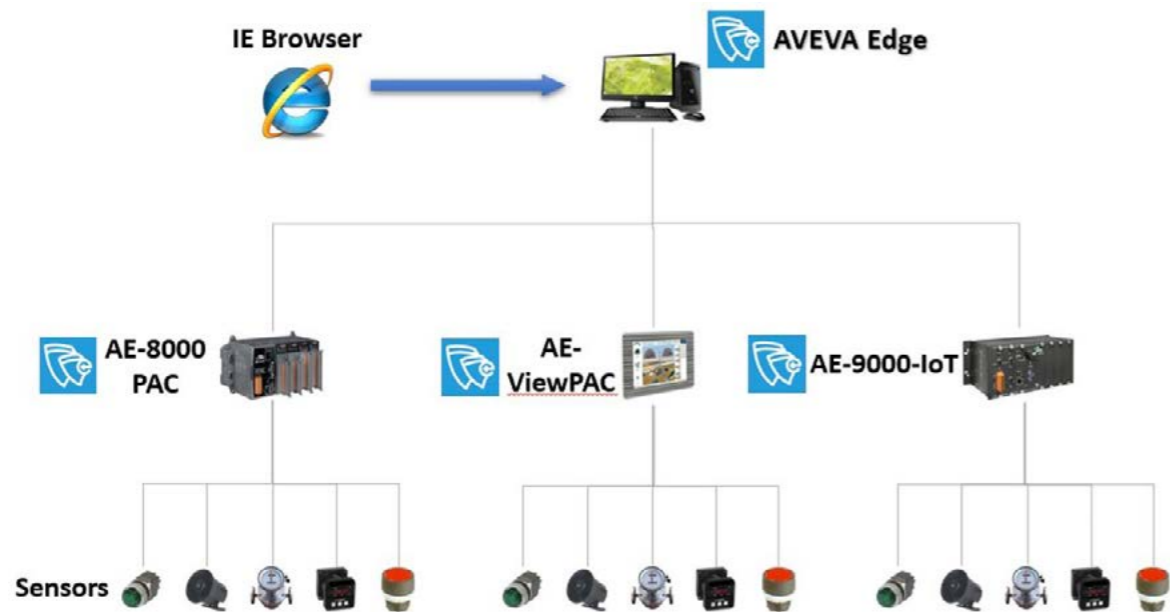 IE Browser
AVEVA Edge
AE-8000
PAC
AE-
ViewPAC
AE-9000-IoT
Sensors